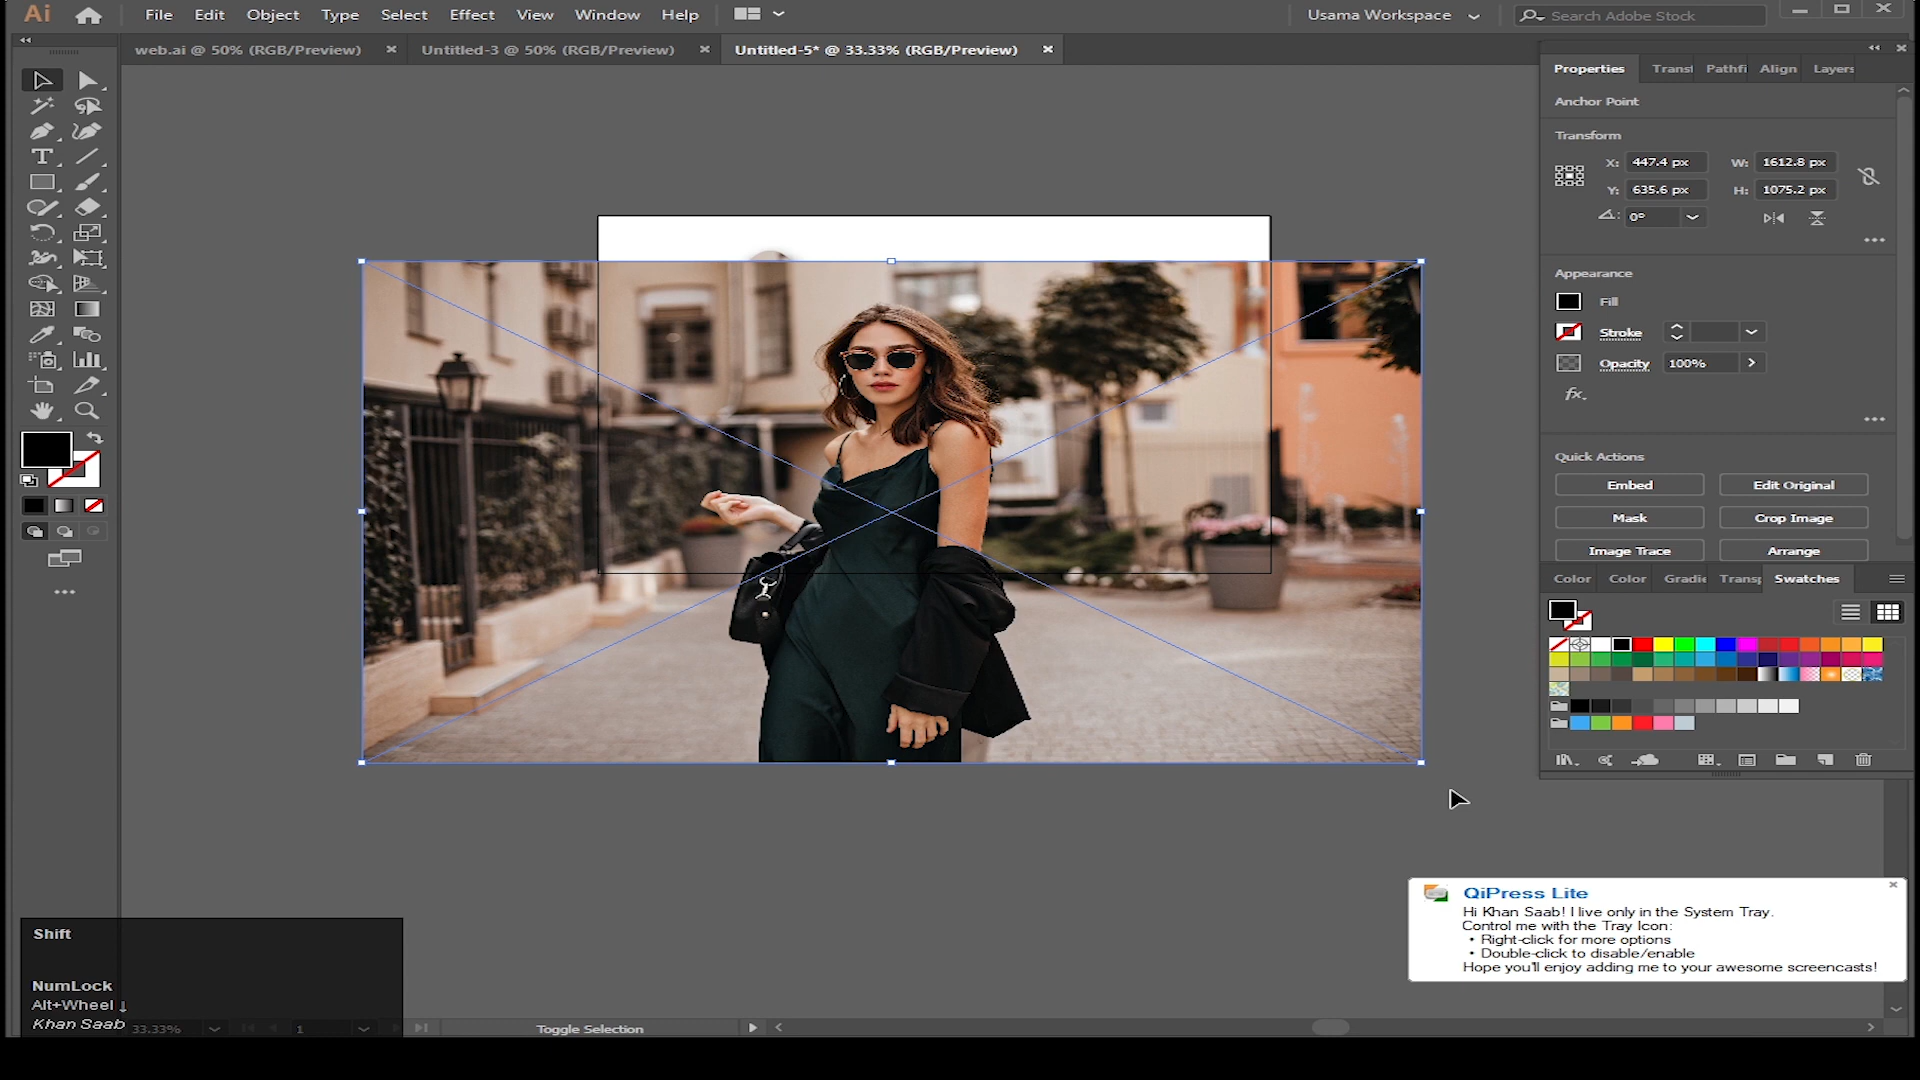 Ai File Edit Object Type Select Effect View Window Help Usama Workspace Search Adobe Stock
web.ai @ 50% (RGB/Preview) Untitled-3 @ 50% (RGB/Preview) Untitled-5* @ 33.33% (RGB/Preview)
Properties Transf Pathfi Align Layers
Anchor Point
Transform
X: 447.4 px W: 1612.8 px
Y: 635.6 px H: 1075.2 px
0°
Appearance
Fill
Stroke
Opacity 100%
fx.
Quick Actions
Embed Edit Original
Mask Crop Image
Image Trace Arrange
Color Color Gradie Transp Swatches
QiPress Lite
Hi Khan Saab! I live only in the System Tray.
Control me with the Tray Icon:
• Right-click for more options
• Double-click to disable/enable
Hope you'll enjoy adding me to your awesome screencasts!
Shift
NumLock
Alt+Wheel ↓
Khan Saab 33.33% 1 Toggle Selection